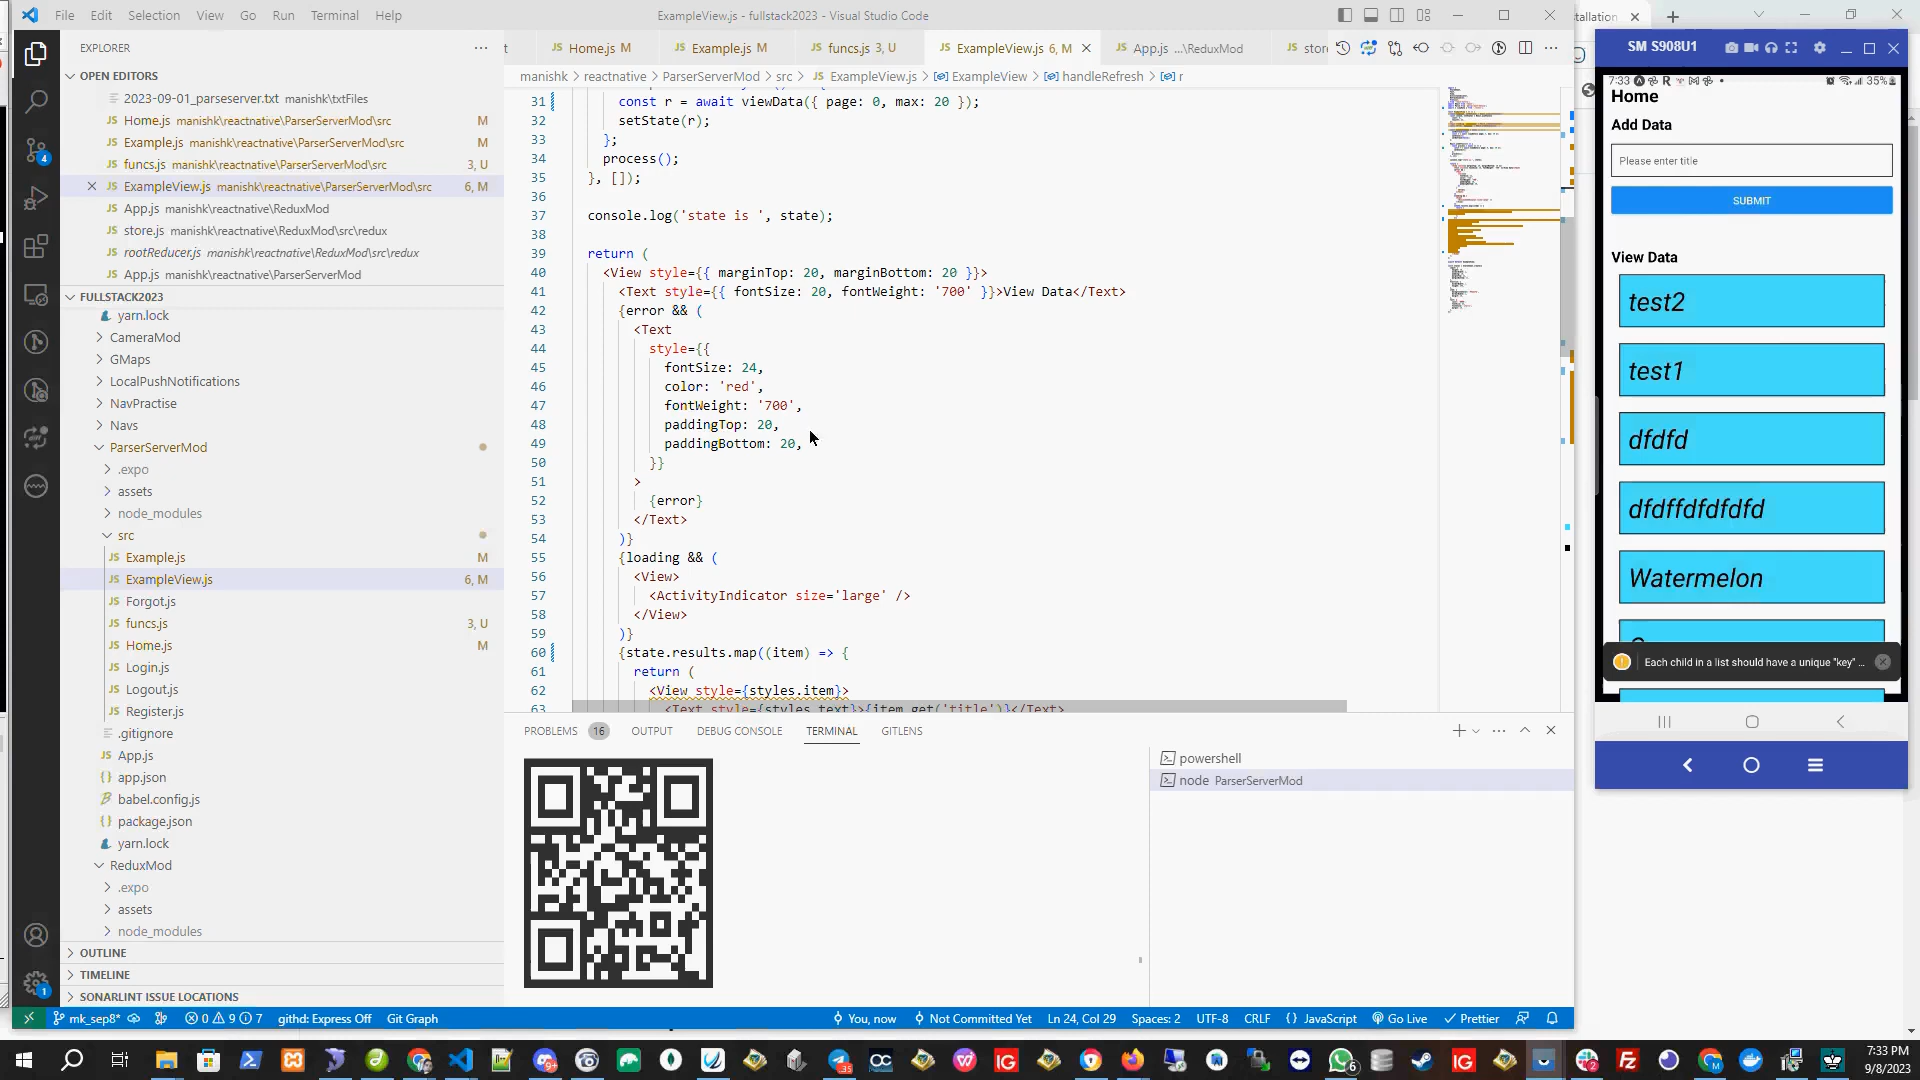 File Edit Selection View Go Run Terminal Help
ExampleView.js - fullstack2023 - Visual Studio Code
EXPLORER
OPEN EDITORS
2023-09-01_parseserver.txt manishk\txtFiles
Home.js manishk\reactnative\ParserServerMod\src M
Example.js manishk\reactnative\ParserServerMod\src M
funcs.js manishk\reactnative\ParserServerMod\src 3, U
ExampleView.js manishk\reactnative\ParserServerMod\src 6, M
App.js manishk\reactnative\ReduxMod
store.js manishk\reactnative\ReduxMod\src\redux
rootReducer.js manishk\reactnative\ReduxMod\src\redux
App.js manishk\reactnative\ParserServerMod
FULLSTACK2023
yarn.lock
CameraMod
GMaps
LocalPushNotifications
NavPractise
Navs
ParserServerMod
.expo
assets
node_modules
src
Example.js M
ExampleView.js 6, M
Forgot.js
funcs.js 3, U
Home.js M
Login.js
Logout.js
Register.js
.gitignore
App.js
app.json
babel.config.js
package.json
yarn.lock
ReduxMod
.expo
assets
node_modules
OUTLINE
TIMELINE
SONARLINT ISSUE LOCATIONS
Home.js M Example.js M funcs.js 3, U ExampleView.js 6, M App.js ...\ReduxMod
manishk > reactnative > ParserServerMod > src > ExampleView.js > ExampleView > handleRefresh > r
31 const r = await viewData({ page: 0, max: 20 });
32 setState(r);
33 };
34 process();
35 }, []);
36
37 console.log('state is ', state);
38
39 return (
40 <View style={{ marginTop: 20, marginBottom: 20 }}>
41 <Text style={{ fontSize: 20, fontWeight: '700' }}>View Data</Text>
42 {error && (
43 <Text
44 style={{
45 fontSize: 24,
46 color: 'red',
47 fontWeight: '700',
48 paddingTop: 20,
49 paddingBottom: 20,
50 }}
51 >
52 {error}
53 </Text>
54 )}
55 {loading && (
56 <View>
57 <ActivityIndicator size='large' />
58 </View>
59 )}
60 {state.results.map((item) => {
61 return (
62 <View style={styles.item}>
63 <Text style={styles.text}>{item.get('title')}</Text>
PROBLEMS 16 OUTPUT DEBUG CONSOLE TERMINAL GITLENS
powershell
node ParserServerMod
mk_sep8* 0 9 7 githd: Express Off Git Graph
You, now Not Committed Yet Ln 24, Col 29 Spaces: 2 UTF-8 CRLF JavaScript Go Live Prettier
SM S908U1
7:33 35%
Home
Add Data
Please enter title
SUBMIT
View Data
test2
test1
dfdfd
dfdffdfdfdfd
Watermelon
Each child in a list should have a unique "key" ...
7:33 PM
9/8/2023